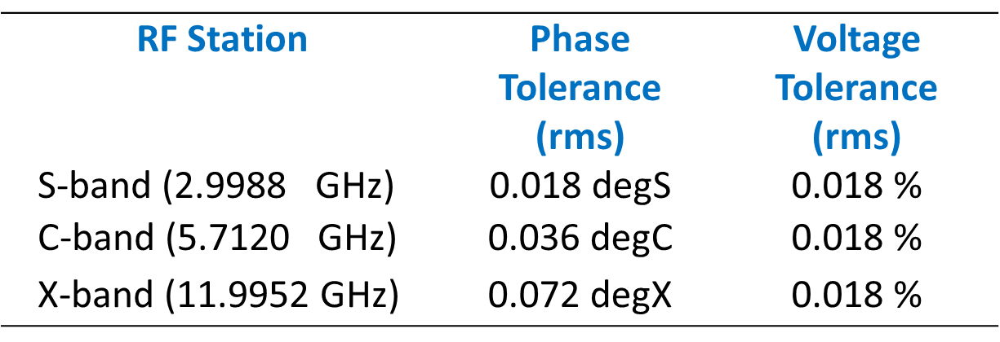 RF Station Phase Voltage
Tolerance Tolerance
(rms) (rms)
S-band (2.9988 GHz) 0.018 degS 0.018 %
C-band (5.7120 GHz) 0.036 degC 0.018 %
X-band (11.9952 GHz) 0.072 degX 0.018 %